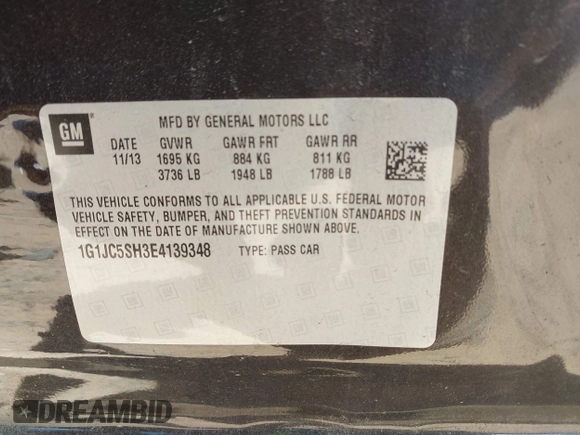 GM
MFD BY GENERAL MOTORS LLC
DATE GVWR GAWR FRT GAWR RR
11/13 1695 KG 884 KG 811 KG
3736 LB 1948 LB 1788 LB
THIS VEHICLE CONFORMS TO ALL APPLICABLE U.S. FEDERAL MOTOR
VEHICLE SAFETY, BUMPER, AND THEFT PREVENTION STANDARDS IN
EFFECT ON THE DATE OF MANUFACTURE SHOWN ABOVE.
1G1JC5SH3E4139348 TYPE: PASS CAR
DREAMBID